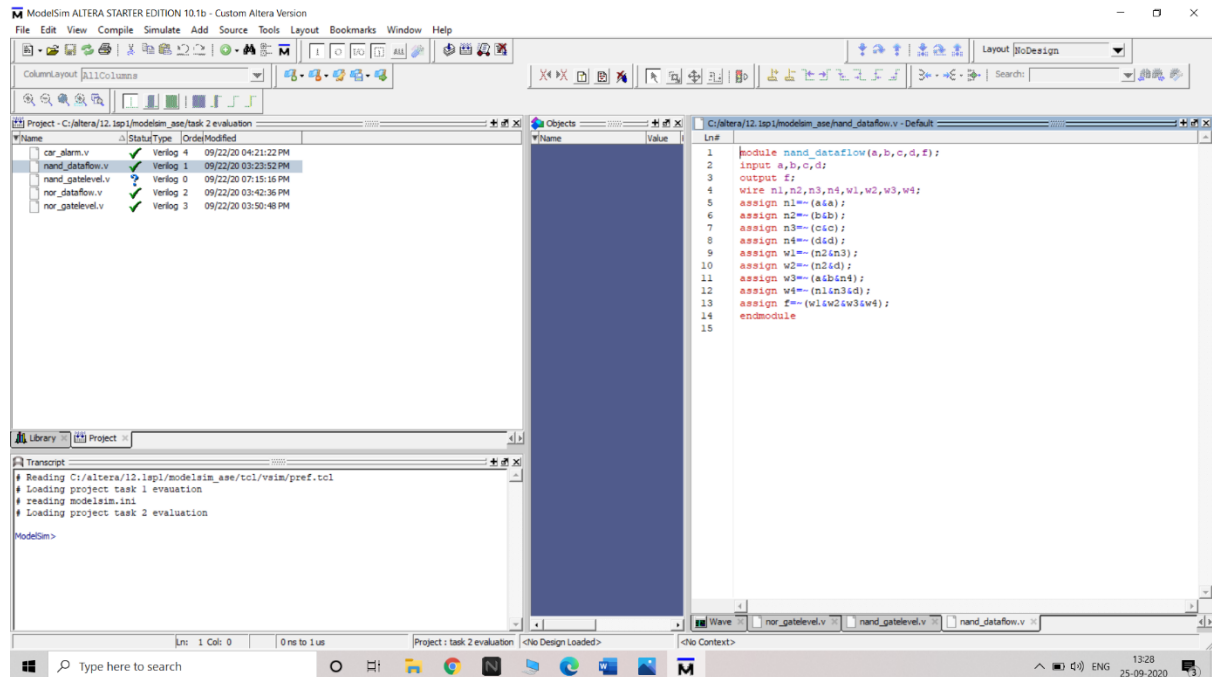 ModelSim ALTERA STARTER EDITION 10.1b - Custom Altera Version
File Edit View Compile Simulate Add Source Tools Layout Bookmarks Window Help
Layout NoDesign
ColumnLayout AllColumns
Search:
Project - C:/altera/12.1sp1/modelsim_ase/task 2 evaluation
Name Status Type Order Modified
car_alarm.v Verilog 4 09/22/20 04:21:22 PM
nand_dataflow.v Verilog 1 09/22/20 03:23:52 PM
nand_gatelevel.v ? Verilog 0 09/22/20 07:15:16 PM
nor_dataflow.v Verilog 2 09/22/20 03:42:36 PM
nor_gatelevel.v Verilog 3 09/22/20 03:50:48 PM
Library Project
Transcript
# Reading C:/altera/12.1sp1/modelsim_ase/tcl/vsim/pref.tcl
# Loading project task 1 evauation
# reading modelsim.ini
# Loading project task 2 evaluation
ModelSim>
Objects
Name Value
C:/altera/12.1sp1/modelsim_ase/nand_dataflow.v - Default
Ln#
1 module nand_dataflow(a,b,c,d,f);
2 input a,b,c,d;
3 output f;
4 wire n1,n2,n3,n4,w1,w2,w3,w4;
5 assign n1=~(a&a);
6 assign n2=~(b&b);
7 assign n3=~(c&c);
8 assign n4=~(d&d);
9 assign w1=~(n2&n3);
10 assign w2=~(n2&d);
11 assign w3=~(a&b&n4);
12 assign w4=~(n1&n3&d);
13 assign f=~(w1&w2&w3&w4);
14 endmodule
15
Wave nor_gatelevel.v nand_gatelevel.v nand_dataflow.v
Ln: 1 Col: 0 0 ns to 1 us Project : task 2 evaluation <No Design Loaded> <No Context>
Type here to search
ENG
13:28
25-09-2020